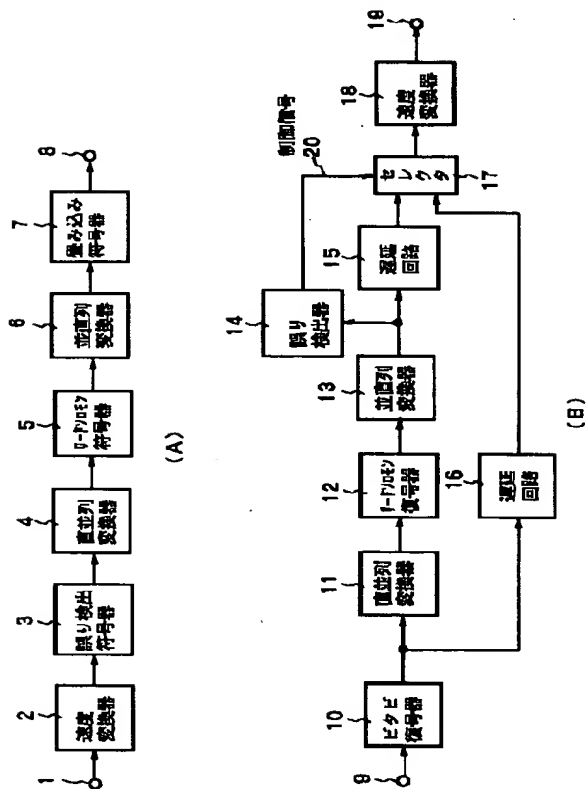 1
2
速度
変換器
3
誤り検出
符号器
4
直並列
変換器
5
リードソロモン
符号器
6
並直列
変換器
7
畳み込み
符号器
8
(A)
9
10
ビタビ
復号器
11
直並列
変換器
12
リードソロモン
復号器
13
並直列
変換器
14
誤り
検出器
15
遅延
回路
16
遅延
回路
制御信号
20
セレクタ
17
18
速度
変換器
19
(B)